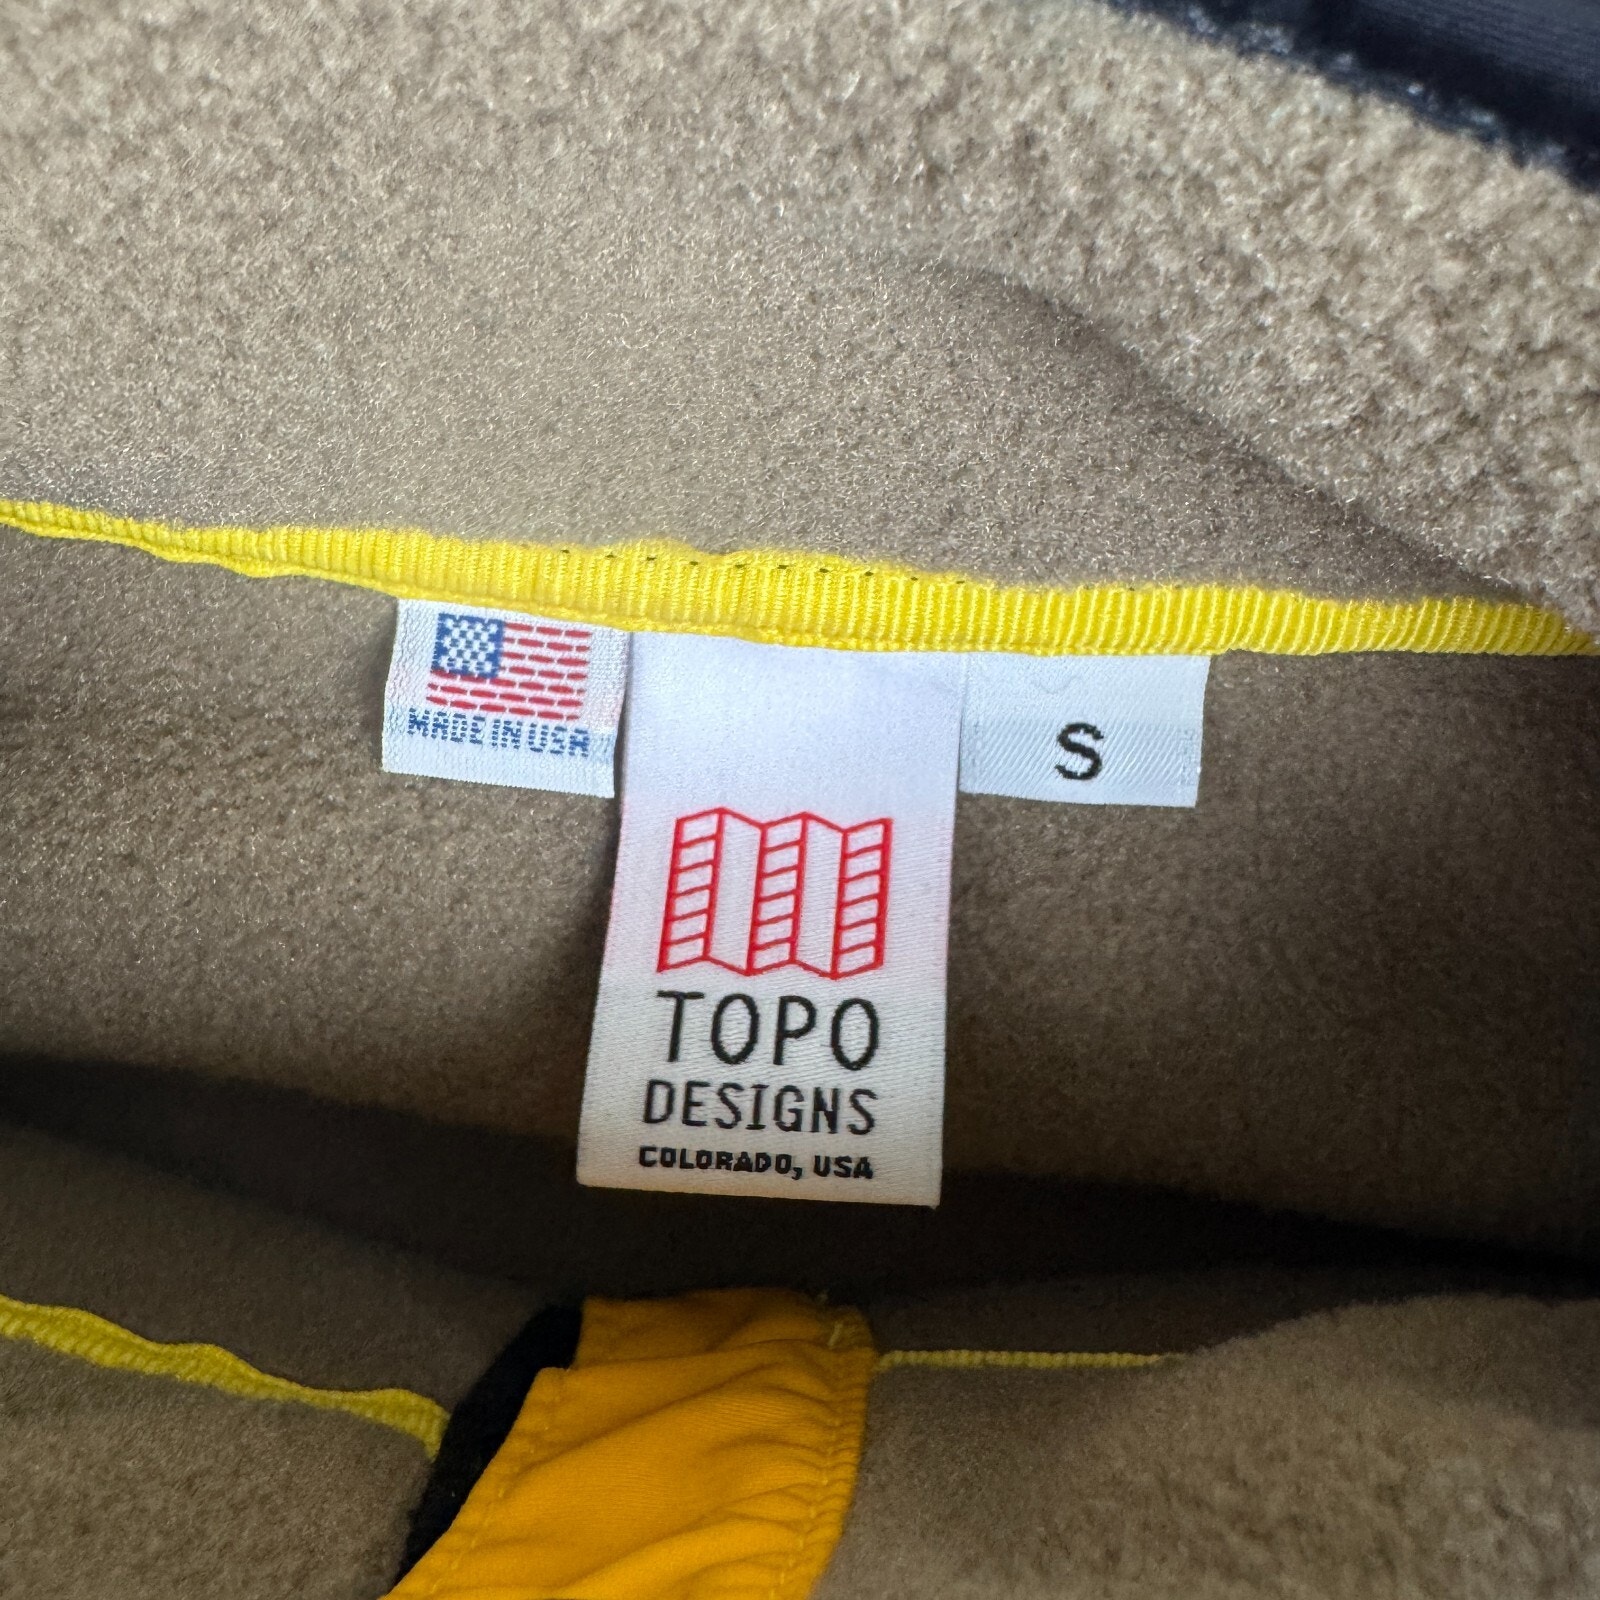 MADE IN USA
S
TOPO
DESIGNS
COLORADO, USA